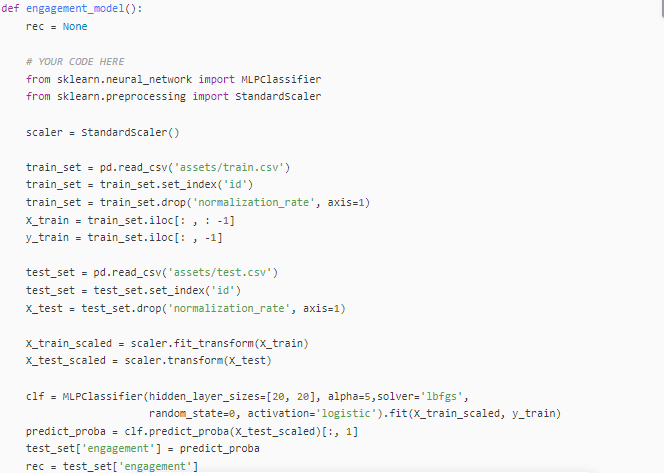 def engagement_model():
    rec = None
    # YOUR CODE HERE
    from sklearn.neural_network import MLPClassifier
    from sklearn.preprocessing import StandardScaler
    scaler = StandardScaler()
    train_set = pd.read_csv('assets/train.csv')
    train_set = train_set.set_index('id')
    train_set = train_set.drop('normalization_rate', axis=1)
    X_train = train_set.iloc[: , : -1]
    y_train = train_set.iloc[: , -1]
    test_set = pd.read_csv('assets/test.csv')
    test_set = test_set.set_index('id')
    X_test = test_set.drop('normalization_rate', axis=1)
    X_train_scaled = scaler.fit_transform(X_train)
    X_test_scaled = scaler.transform(X_test)
    clf = MLPClassifier(hidden_layer_sizes=[20, 20], alpha=5,solver='lbfgs',
                        random_state=0, activation='logistic').fit(X_train_scaled, y_train)
    predict_proba = clf.predict_proba(X_test_scaled)[:, 1]
    test_set['engagement'] = predict_proba
    rec = test_set['engagement']